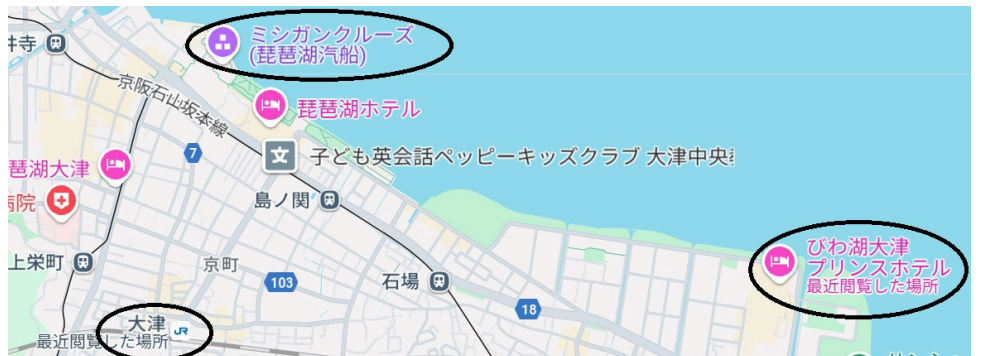 井寺
ミシガンクルーズ
(琵琶湖汽船)
京阪石山坂本線
琵琶湖ホテル
7
文
子ども英会話ペッピーキッズクラブ 大津中央
琶湖大津
病院
島ノ関
びわ湖大津
プリンスホテル
最近閲覧した場所
上栄町
京町
103
石場
18
大津
JR
最近閲覧した場所